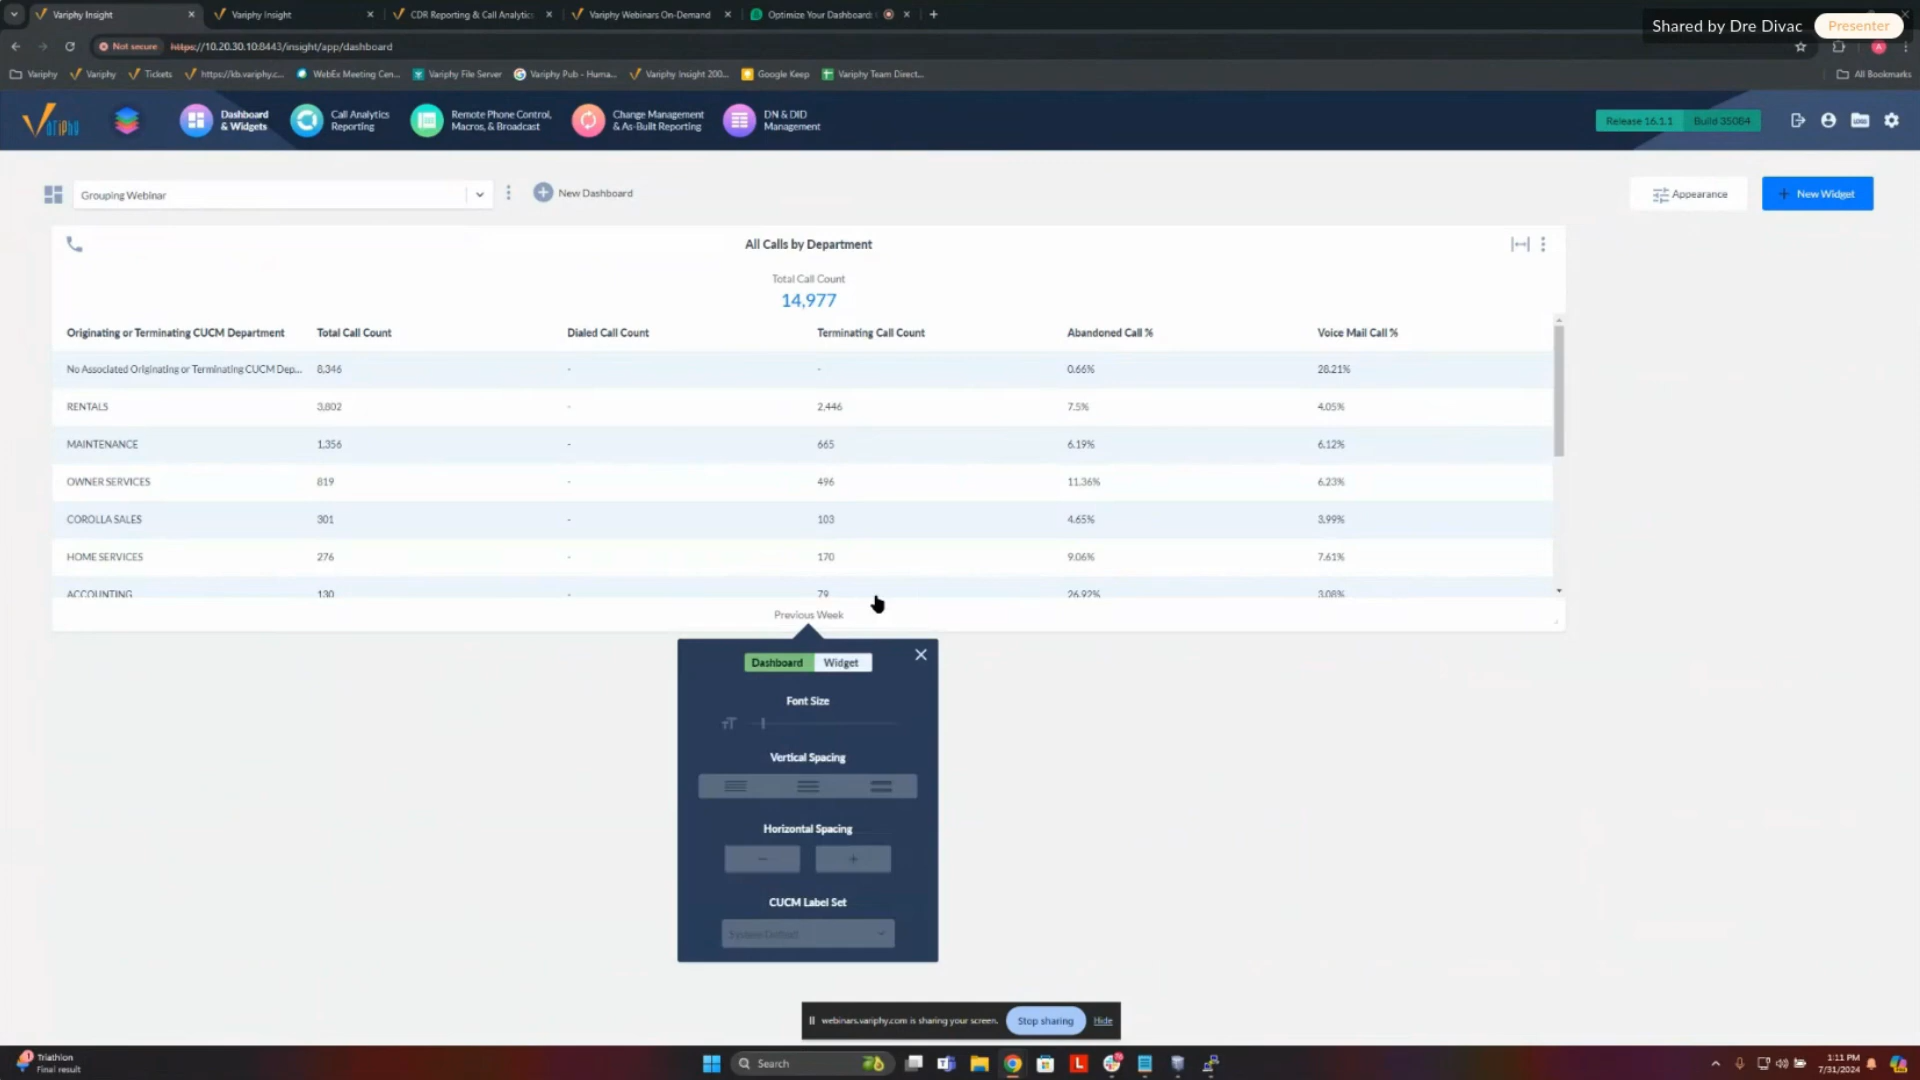 Variphy Insight
Variphy Insight
CDR Reporting & Call Analytics
Variphy Webinars On-Demand
Optimize Your Dashboard:
Shared by Dre Divac
Presenter
Not secure
https://10.20.30.10:8443/insight/app/dashboard
Variphy
Variphy
Tickets
https://kb.variphy.c...
WebEx Meeting Cen...
Variphy File Server
Variphy Pub - Huma...
Variphy Insight 200...
Google Keep
Variphy Team Direct...
All Bookmarks
Variphy
Dashboard
& Widgets
Call Analytics
Reporting
Remote Phone Control,
Macros, & Broadcast
Change Management
& As-Built Reporting
DN & DID
Management
Release 16.1.1
Build 35084
Grouping Webinar
New Dashboard
Appearance
New Widget
All Calls by Department
Total Call Count
14,977
Originating or Terminating CUCM Department Total Call Count Dialed Call Count Terminating Call Count Abandoned Call % Voice Mail Call %
No Associated Originating or Terminating CUCM Dep... 8,346 - - 0.66% 28.21%
RENTALS 3,802 - 2,446 7.5% 4.05%
MAINTENANCE 1,356 - 665 6.19% 6.12%
OWNER SERVICES 819 - 496 11.36% 6.23%
COROLLA SALES 301 - 103 4.65% 3.99%
HOME SERVICES 276 - 170 9.06% 7.61%
ACCOUNTING 130 - 79 26.92% 3.08%
Previous Week
Dashboard Widget
Font Size
Vertical Spacing
Horizontal Spacing
CUCM Label Set
System Default
webinars.variphy.com is sharing your screen.
Stop sharing
Hide
Triathlon
Final result
Search
1:11 PM
7/31/2024